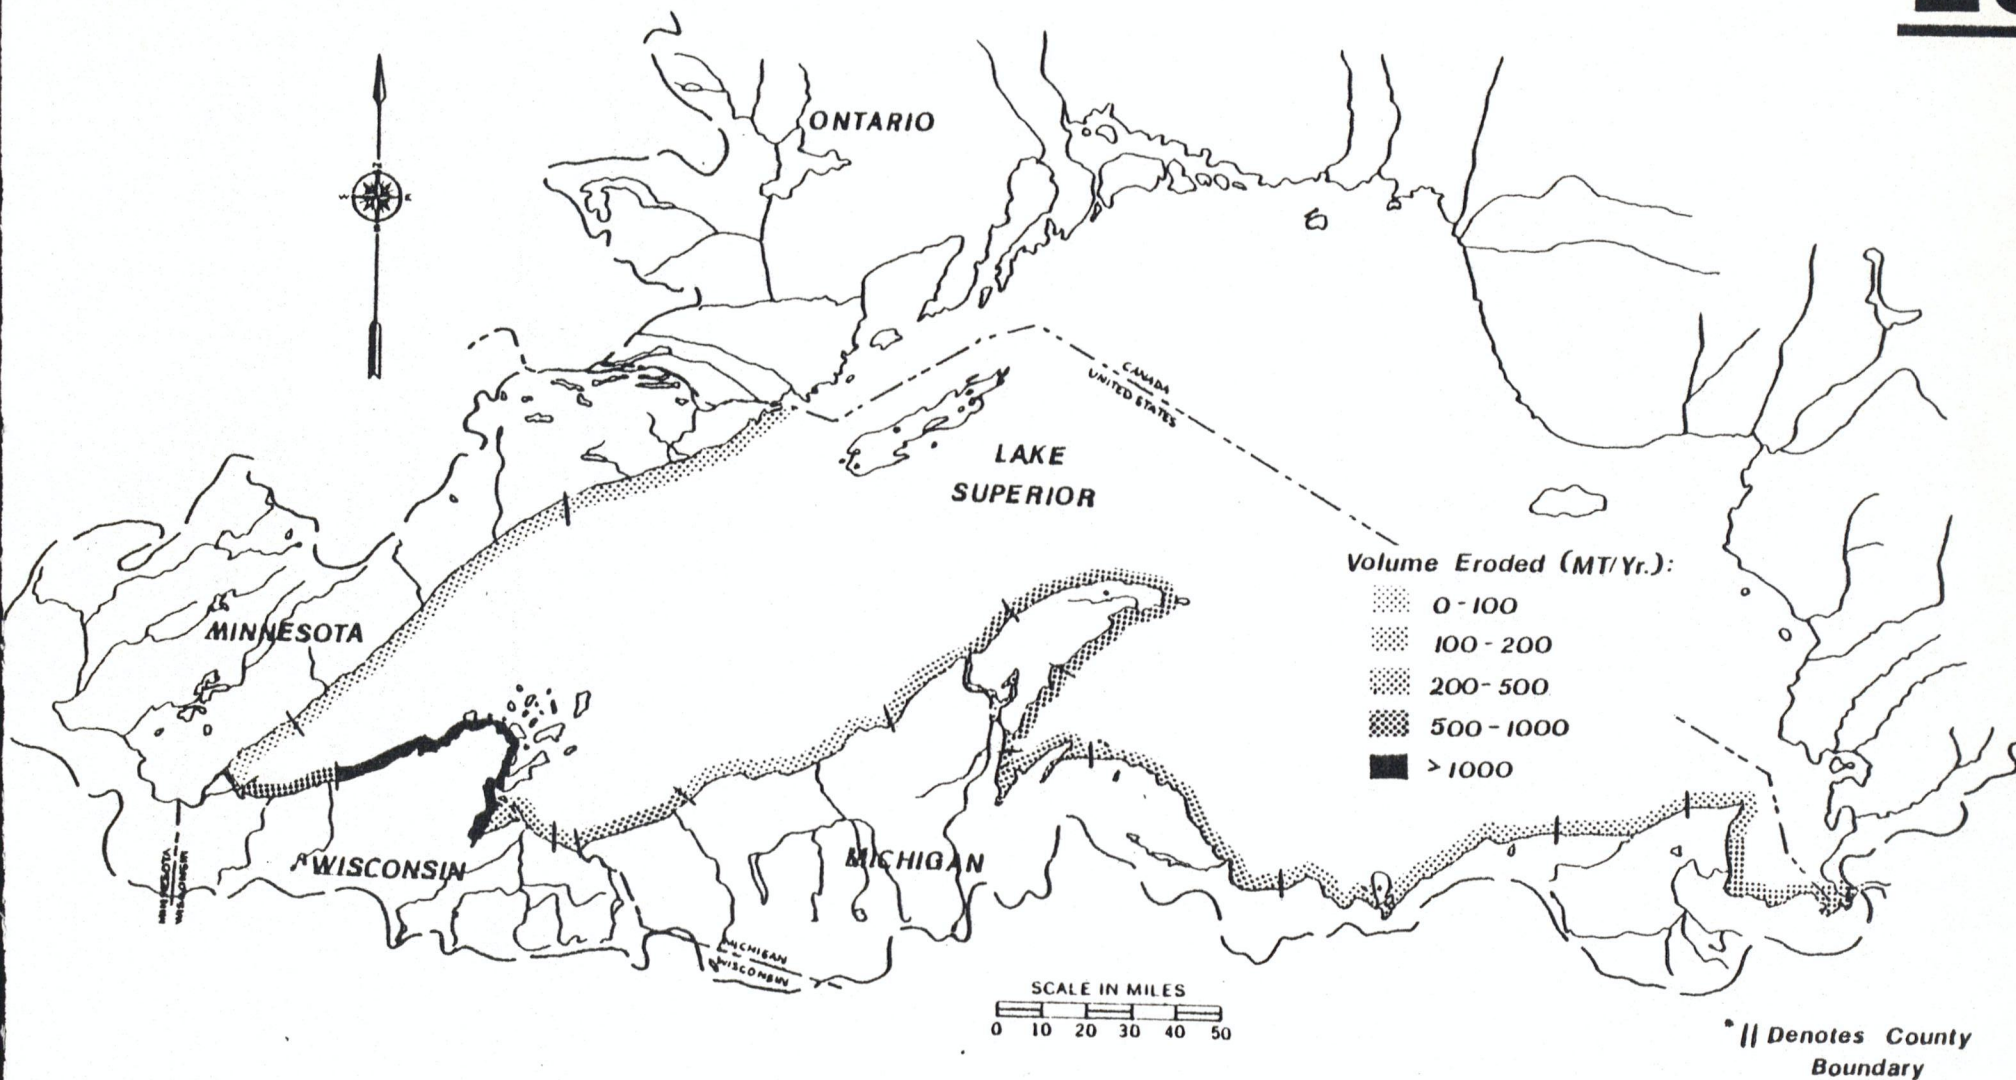 ONTARIO
N
W
E
S
CANADA
UNITED STATES
LAKE
SUPERIOR
Volume Eroded (MT/Yr.):
0-100
100-200
200-500
500-1000
>1000
MINNESOTA
WISCONSIN
MICHIGAN
MINNESOTA
WISCONSIN
MICHIGAN
WISCONSIN
SCALE IN MILES
0 10 20 30 40 50
*|| Denotes County
Boundary